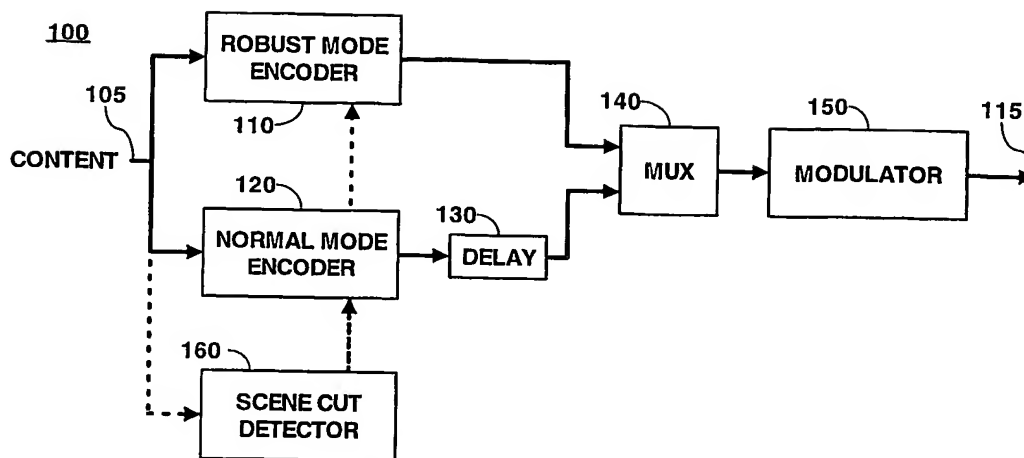 100
105
CONTENT
ROBUST MODE
ENCODER
110
120
NORMAL MODE
ENCODER
130
DELAY
140
MUX
150
MODULATOR
115
160
SCENE CUT
DETECTOR